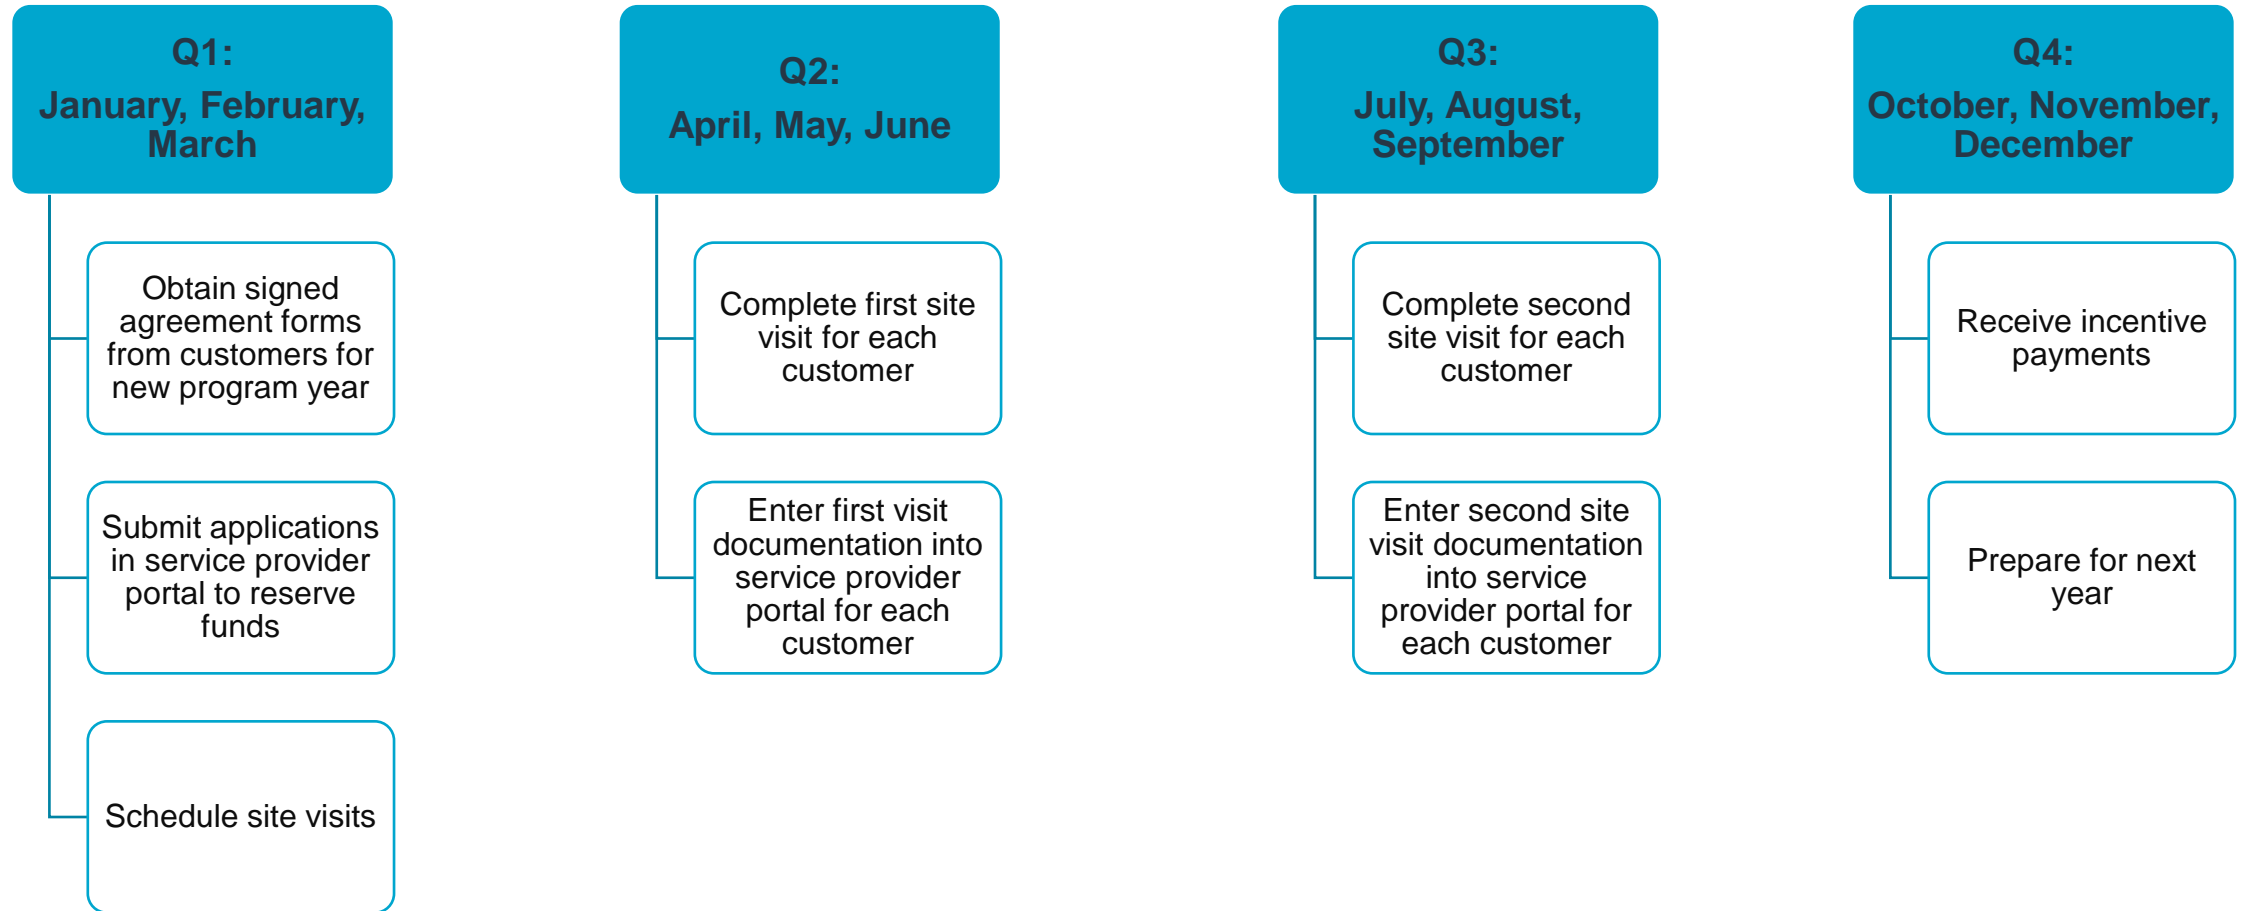 Q1:
January, February,
March
Obtain signed
agreement forms
from customers for
new program year
Submit applications
in service provider
portal to reserve
funds
Schedule site visits
Q2:
April, May, June
Complete first site
visit for each
customer
Enter first visit
documentation into
service provider
portal for each
customer
Q3:
July, August,
September
Complete second
site visit for each
customer
Enter second site
visit documentation
into service
provider portal for
each customer
Q4:
October, November,
December
Receive incentive
payments
Prepare for next
year